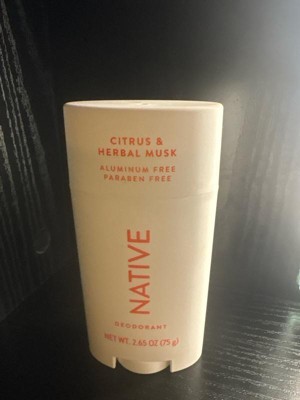 CITRUS &
HERBAL MUSK
ALUMINUM FREE
PARABEN FREE
NATIVE
DEODORANT
NET WT. 2.65 OZ (75 g)